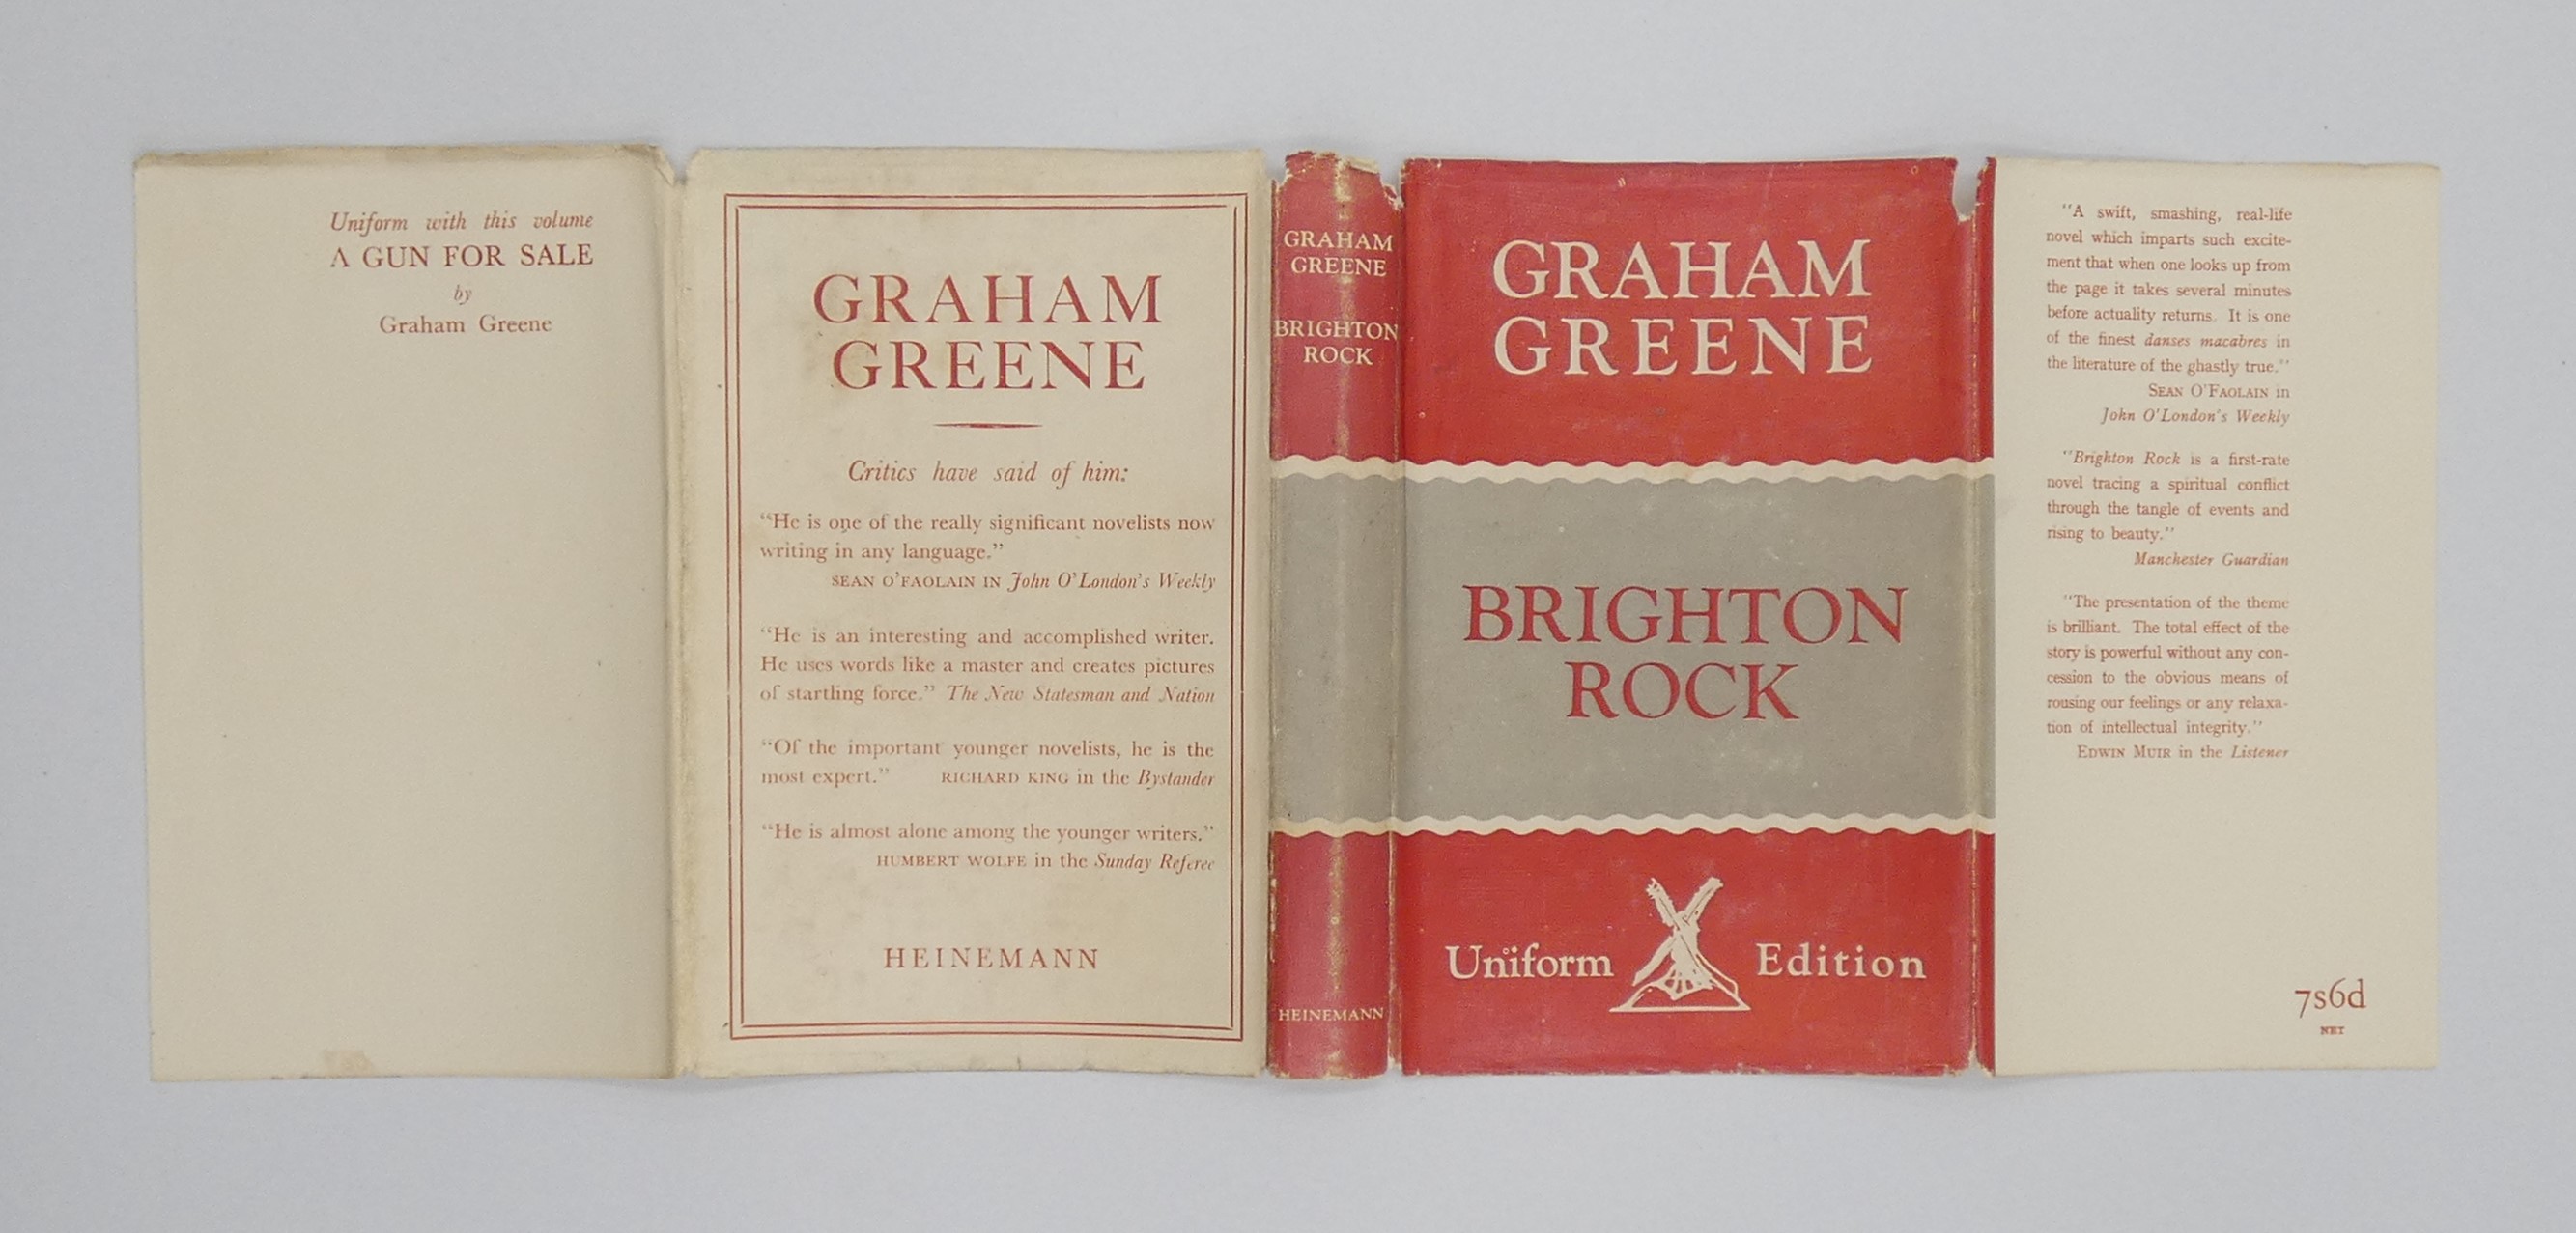 Uniform with this volume
A GUN FOR SALE
by
Graham Greene
GRAHAM
GREENE
Critics have said of him:
“He is one of the really significant novelists now
writing in any language.”
SEAN O’FAOLAIN IN John O’London’s Weekly
“He is an interesting and accomplished writer.
He uses words like a master and creates pictures
of startling force.” The New Statesman and Nation
“Of the important younger novelists, he is the
most expert.” RICHARD KING in the Bystander
“He is almost alone among the younger writers.”
HUMBERT WOLFE in the Sunday Referee
HEINEMANN
GRAHAM
GREENE
BRIGHTON
ROCK
HEINEMANN
GRAHAM
GREENE
BRIGHTON
ROCK
Uniform Edition
“A swift, smashing, real-life
novel which imparts such excite-
ment that when one looks up from
the page it takes several minutes
before actuality returns. It is one
of the finest danses macabres in
the literature of the ghastly true.”
SEAN O’FAOLAIN in
John O’London’s Weekly
“Brighton Rock is a first-rate
novel tracing a spiritual conflict
through the tangle of events and
rising to beauty.”
Manchester Guardian
“The presentation of the theme
is brilliant. The total effect of the
story is powerful without any con-
cession to the obvious means of
rousing our feelings or any relaxa-
tion of intellectual integrity.”
EDWIN MUIR in the Listener
7s6d
NET